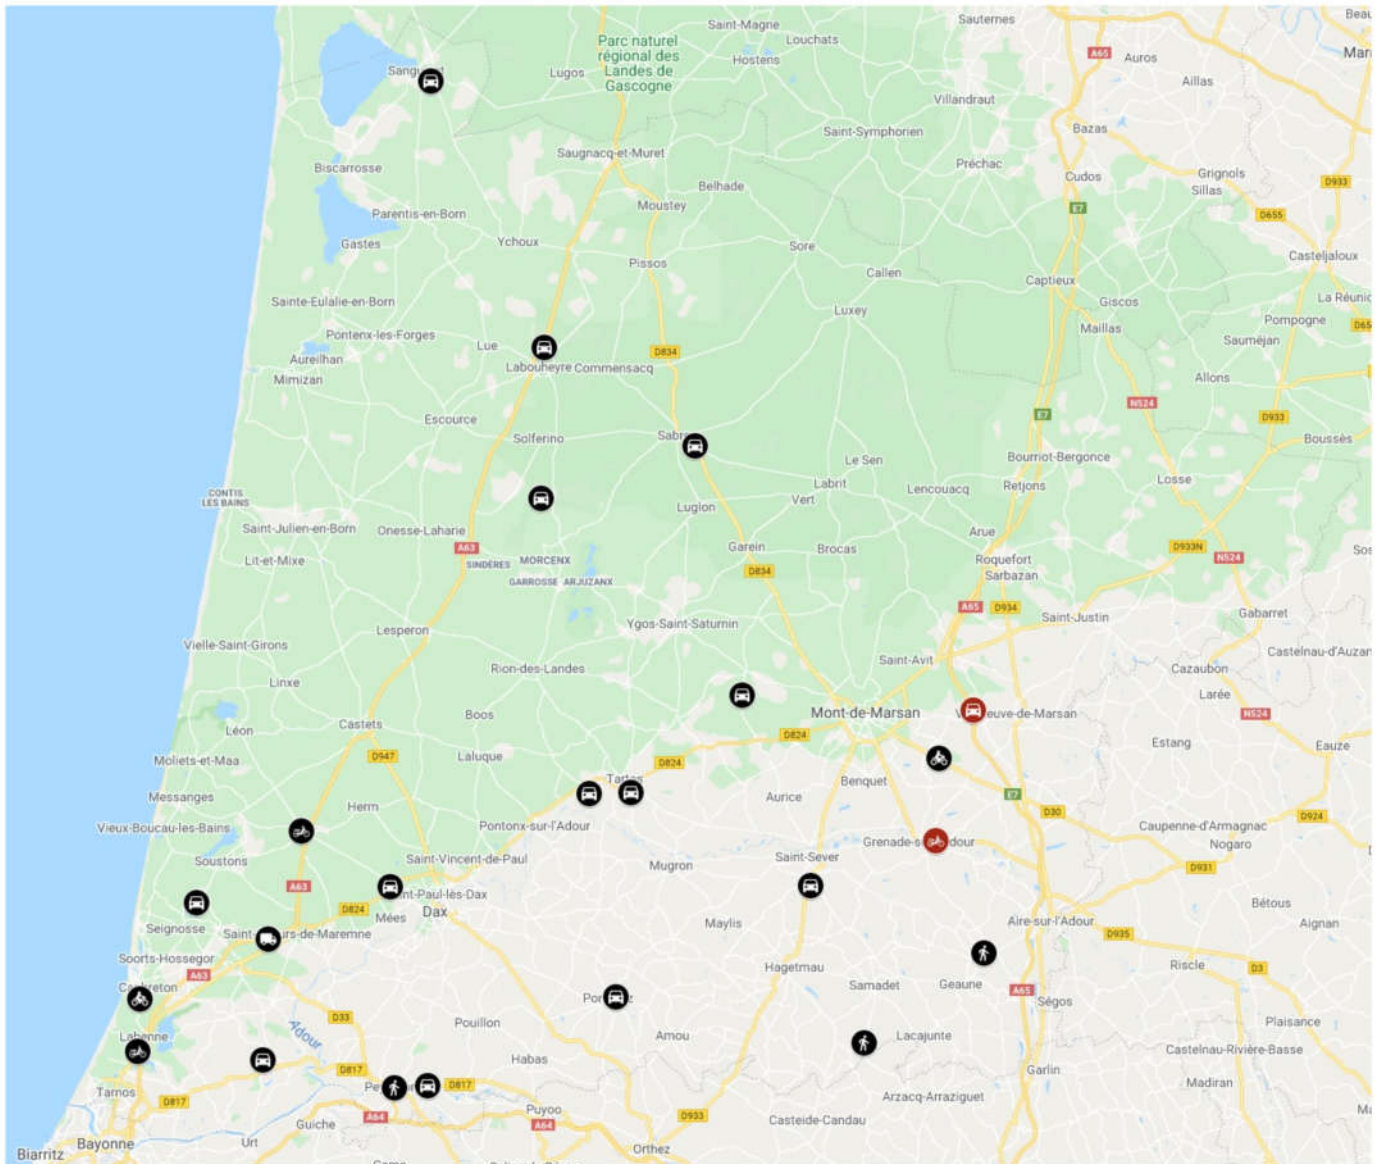 Saint-Magne
Sauternes
Beau
Parc naturel
régional des
Landes de
Gascogne
Louchats
Mar
Hostens
A65
Auros
Lugos
Aillas
Villandraut
Bazas
Saint-Symphorien
Saugnacq-et-Muret
Préchac
Biscarrosse
Cudos
Grignols
Sillas
D933
Belhade
Moustey
E7
D655
Parentis-en-Born
Gastes
Ychoux
Sore
Casteljaloux
Pissos
Callen
Captieux
Giscos
La Réunio
Sainte-Eulalie-en-Born
Luxey
Pompogne
Maillas
D65
Pontenx-les-Forges
Lue
Sauméjan
Aureilhan
D834
Labouheyre
Commensacq
Mimizan
Allons
N524
D933
E7
Escource
Solferino
Boussès
Bourriot-Bergonce
Le Sen
Losse
Labrit
Lencouacq
Retjons
CONTIS
LES BAINS
Vert
Luglon
Saint-Julien-en-Born
Onesse-Laharie
Arue
A63
Garein
Brocas
D933N
Sos
Lit-et-Mixe
SINDÈRES
MORCENX
Roquefort
N524
GARROSSE
ARJUZANX
D834
Sarbazan
A65
D934
Saint-Justin
Gabarret
Lesperon
Ygos-Saint-Saturnin
Vielle-Saint-Girons
Castelnau-d'Auzan
Rion-des-Landes
Saint-Avit
Cazaubon
Linxe
Larée
Mont-de-Marsan
N524
Léon
Castets
Boos
D824
Estang
Eauze
Moliets-et-Maa
D947
Laluque
D824
Benquet
Messanges
Herm
Aurice
E7
D30
D924
Vieux-Boucau-les-Bains
Pontonx-sur-l'Adour
Caupenne-d'Armagnac
Nogaro
Soustons
Saint-Vincent-de-Paul
Mugron
Saint-Sever
D931
A63
D824
Mées
Dax
Bétous
Seignosse
Maylis
Aire-sur-l'Adour
Aignan
D935
Soorts-Hossegor
A63
Hagetmau
Riscle
D3
Samadet
Geaune
A65
Ségos
D33
Adour
Pouillon
Plaisance
Amou
Lacajunte
Habas
Castelnau-Rivière-Basse
Garlin
D817
D817
Madiran
Tarnos
D817
Arzacq-Arraziguet
Puyoo
A64
D933
Casteide-Candau
Guiche
A64
Bayonne
Urt
Orthez
Biarritz